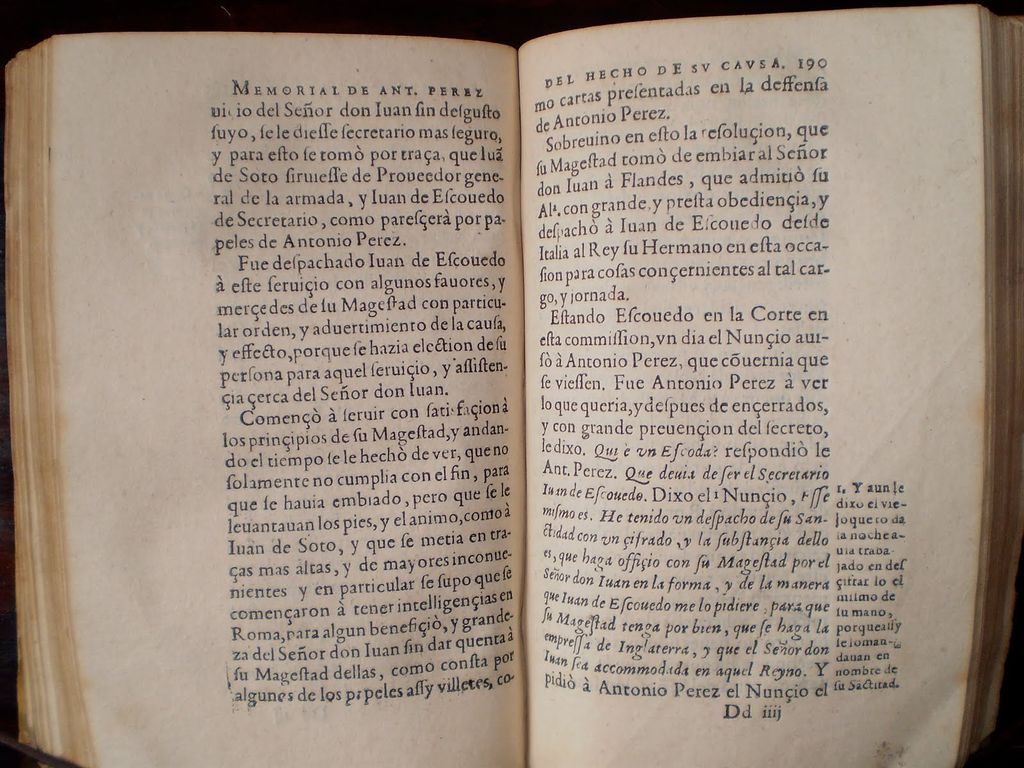 MEMORIAL DE ANT. PEREZ
uiçio del Señor don Iuan ſin deſguſto
ſuyo, ſe le dieſſe ſecretario mas ſeguro,
y para eſto ſe tomò por traça, que Iuã
de Soto ſiruieſſe de Proueedor gene-
ral de la armada, y Iuan de Eſcouedo
de Secretario, como pareſçerà por pa-
peles de Antonio Perez.
Fue deſpachado Iuan de Eſcouedo
à eſte ſeruiçio con algunos fauores, y
merçedes de ſu Mageſtad con particu-
lar orden, y aduertimiento de la cauſa,
y effecto, porque ſe hazia election de ſu
perſona para aquel ſeruiçio, y aſſiſten-
çia çerca del Señor don Iuan.
Començò à ſeruir con ſatisfaçion à
los prinçipios de ſu Mageſtad, y andan-
do el tiempo ſe le hechò de ver, que no
ſolamente no cumplia con el fin, para
que ſe hauia embiado, pero que ſe le
leuantauan los pies, y el animo, como à
Iuan de Soto, y que ſe metia en tra-
ças mas altas, y de mayores inconue-
nientes y en particular ſe ſupo que ſe
començaron à tener intelligençias en
Roma, para algun benefiçiò, y grande-
za del Señor don Iuan ſin dar quenta à
ſu Mageſtad dellas, como conſta por
algunos de los papeles aſſy villetes, co-
DEL HECHO DE SV CAVSA. 190
mo cartas preſentadas en la deffenſa
de Antonio Perez.
Sobreuino en eſto la reſoluçion, que
ſu Mageſtad tomò de embiar al Señor
don Iuan à Flandes, que admitiò ſu
Alª. con grande, y preſta obediençia, y
deſpachò à Iuan de Eſcouedo deſde
Italia al Rey ſu Hermano en eſta occa-
ſion para coſas conçernientes al tal car-
go, y jornada.
Eſtando Eſcouedo en la Corte en
eſta commiſſion, vn dia el Nunçio aui-
ſò à Antonio Perez, que cõuernia que
ſe vieſſen. Fue Antonio Perez à ver
lo que queria, y deſpues de ençerrados,
y con grande preuençion del ſecreto,
le dixo. Qui è vn Eſcoda? reſpondiò le
Ant. Perez. Que deuia de ſer el Secretario
Iuan de Eſcouedo. Dixo el ¹ Nunçio, Eſſe
miſmo es. He tenido vn deſpacho de ſu San-
ctidad con vn çifrado, y la ſubſtançia dello
es, que haga offiçio con ſu Mageſtad por el
Señor don Iuan en la forma, y de la manera
que Iuan de Eſcouedo me lo pidiere, para que
ſu Mageſtad tenga por bien, que ſe haga la
empreſſa de Inglaterra, y que el Señor don
Iuan ſea accommodada en aquel Reyno. Y
pidiò à Antonio Perez el Nunçio el
Dd iiij
1. Y aun le
dixo el vie-
jo que toda
la noche a-
uia traba-
jado en deſ
çifrar lo el
miſmo de
ſu mano,
porque aſſy
ſe lo man-
dauan en
nombre de
ſu Sãctitad.